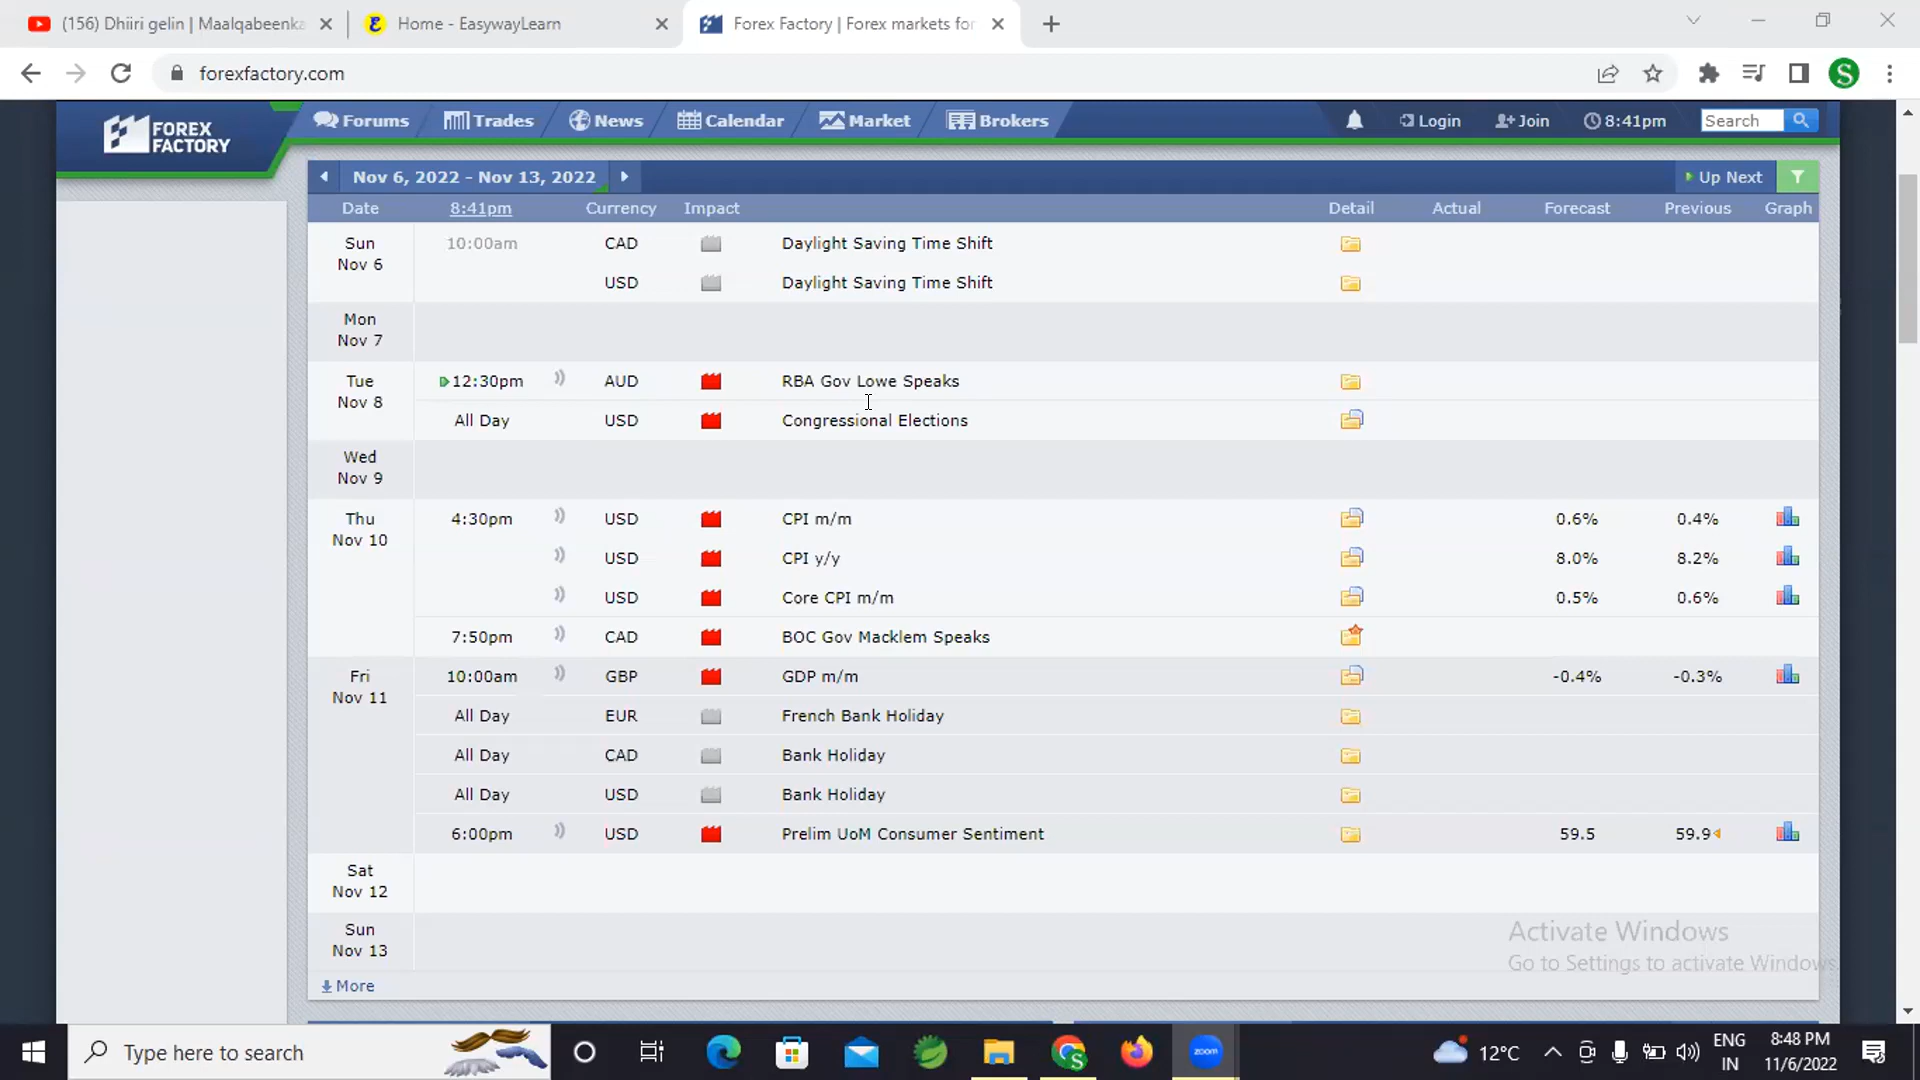 (156) Dhiiri gelin | Maalqabeenka
Home - EasywayLearn
Forex Factory | Forex markets for
forexfactory.com
S
FOREX FACTORY
Forums Trades News Calendar Market Brokers Login Join 8:41pm Search
Nov 6, 2022 - Nov 13, 2022 Up Next
Date 8:41pm Currency Impact Detail Actual Forecast Previous Graph
Sun Nov 6 10:00am CAD Daylight Saving Time Shift
USD Daylight Saving Time Shift
Mon Nov 7
Tue Nov 8 12:30pm AUD RBA Gov Lowe Speaks
All Day USD Congressional Elections
Wed Nov 9
Thu Nov 10 4:30pm USD CPI m/m 0.6% 0.4%
USD CPI y/y 8.0% 8.2%
USD Core CPI m/m 0.5% 0.6%
7:50pm CAD BOC Gov Macklem Speaks
Fri Nov 11 10:00am GBP GDP m/m -0.4% -0.3%
All Day EUR French Bank Holiday
All Day CAD Bank Holiday
All Day USD Bank Holiday
6:00pm USD Prelim UoM Consumer Sentiment 59.5 59.9
Sat Nov 12
Sun Nov 13
More
Activate Windows
Go to Settings to activate Windows
Type here to search
zoom
12°C
ENG 8:48 PM
IN 11/6/2022